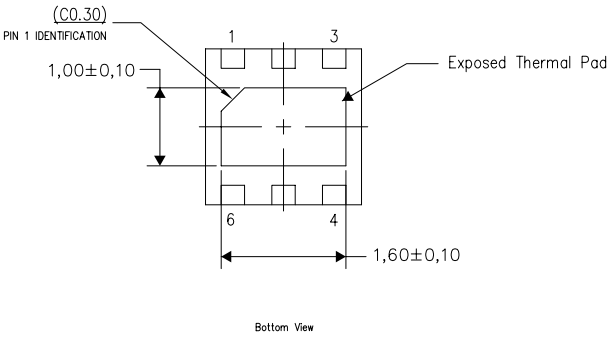 (C0.30)
PIN 1 IDENTIFICATION
1 3
1,00±0,10
Exposed Thermal Pad
6 4
1,60±0,10
Bottom View